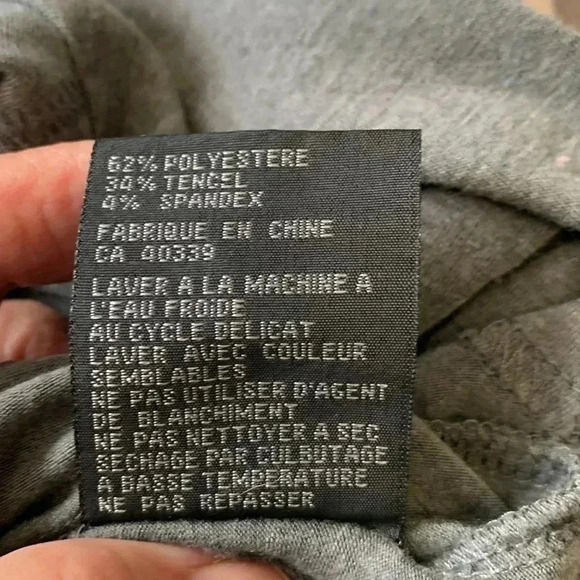 62% POLYESTERE
34% TENCEL
4% SPANDEX
FABRIQUE EN CHINE
CA 40339
LAVER A LA MACHINE A
L'EAU FROIDE
AU CYCLE DELICAT
LAVER AVEC COULEUR
SEMBLABLES
NE PAS UTILISER D'AGENT
DE BLANCHIMENT
NE PAS NETTOYER A SEC
SECHAGE PAR CULBUTAGE
A BASSE TEMPERATURE
NE PAS REPASSER